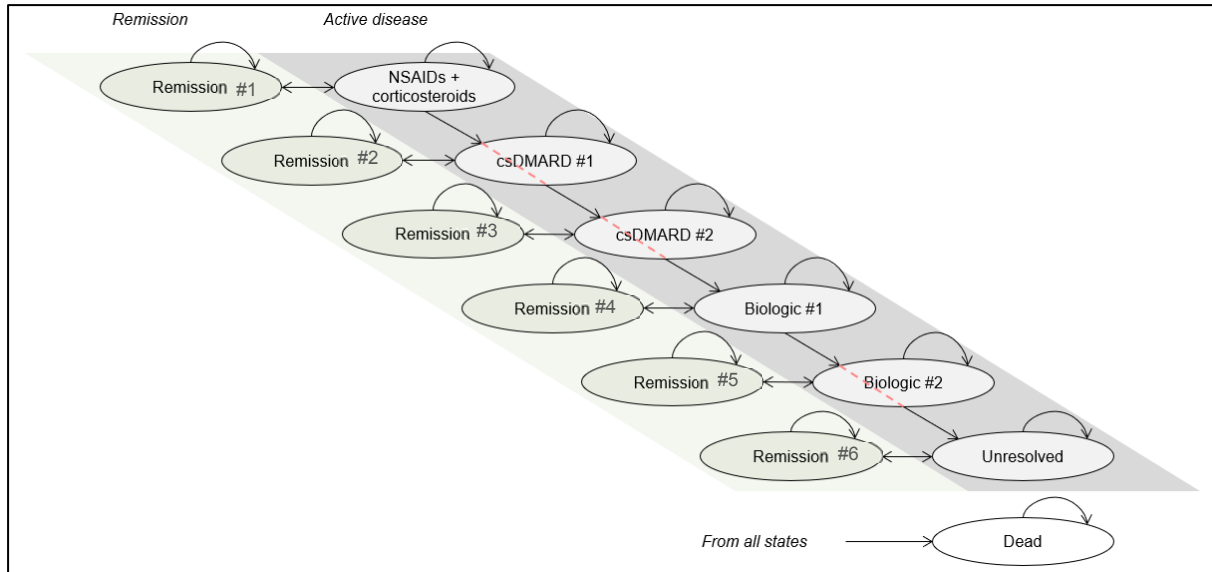 Remission
Active disease
Remission #1
NSAIDs +
corticosteroids
Remission #2
csDMARD #1
Remission #3
csDMARD #2
Remission #4
Biologic #1
Remission #5
Biologic #2
Remission #6
Unresolved
From all states
Dead